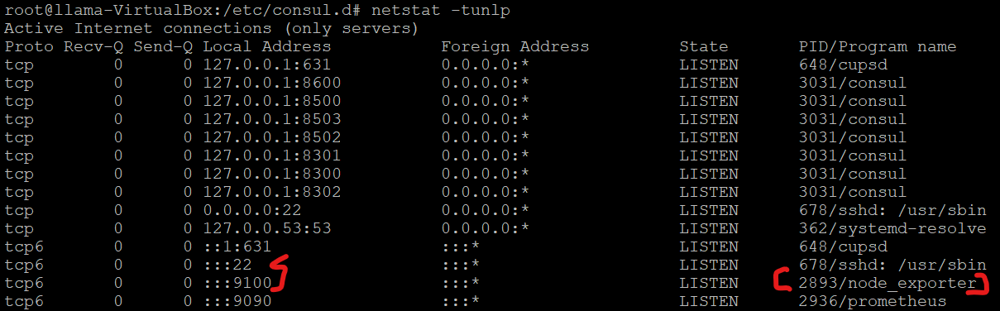 root@llama-VirtualBox:/etc/consul.d# netstat -tunlp
Active Internet connections (only servers)
Proto Recv-Q Send-Q Local Address           Foreign Address         State       PID/Program name
tcp        0      0 127.0.0.1:631           0.0.0.0:*               LISTEN      648/cupsd
tcp        0      0 127.0.0.1:8600          0.0.0.0:*               LISTEN      3031/consul
tcp        0      0 127.0.0.1:8500          0.0.0.0:*               LISTEN      3031/consul
tcp        0      0 127.0.0.1:8503          0.0.0.0:*               LISTEN      3031/consul
tcp        0      0 127.0.0.1:8502          0.0.0.0:*               LISTEN      3031/consul
tcp        0      0 127.0.0.1:8301          0.0.0.0:*               LISTEN      3031/consul
tcp        0      0 127.0.0.1:8300          0.0.0.0:*               LISTEN      3031/consul
tcp        0      0 127.0.0.1:8302          0.0.0.0:*               LISTEN      3031/consul
tcp        0      0 0.0.0.0:22              0.0.0.0:*               LISTEN      678/sshd: /usr/sbin
tcp        0      0 127.0.0.53:53           0.0.0.0:*               LISTEN      362/systemd-resolve
tcp6       0      0 ::1:631                 :::*                    LISTEN      648/cupsd
tcp6       0      0 :::22                   :::*                    LISTEN      678/sshd: /usr/sbin
tcp6       0      0 :::9100                 :::*                    LISTEN      2893/node_exporter
tcp6       0      0 :::9090                 :::*                    LISTEN      2936/prometheus